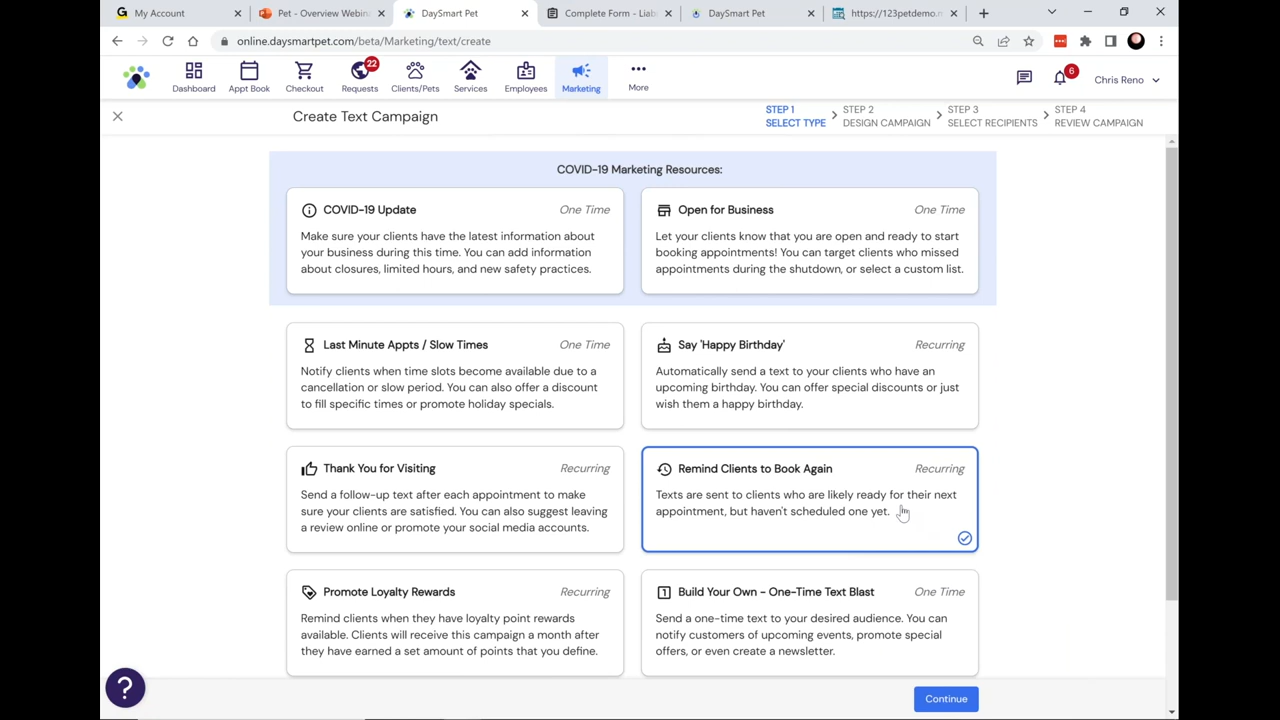 My Account
Pet - Overview Webin
DaySmart Pet
Complete Form - Liab
DaySmart Pet
https://123petdemo.m
online.daysmartpet.com/beta/Marketing/text/create
Dashboard
Appt Book
Checkout
22
Requests
Clients/Pets
Services
Employees
Marketing
More
6
Chris Reno
Create Text Campaign
STEP 1
SELECT TYPE
STEP 2
DESIGN CAMPAIGN
STEP 3
SELECT RECIPIENTS
STEP 4
REVIEW CAMPAIGN
COVID-19 Marketing Resources:
COVID-19 Update One Time
Make sure your clients have the latest information about
your business during this time. You can add information
about closures, limited hours, and new safety practices.
Open for Business One Time
Let your clients know that you are open and ready to start
booking appointments! You can target clients who missed
appointments during the shutdown, or select a custom list.
Last Minute Appts / Slow Times One Time
Notify clients when time slots become available due to a
cancellation or slow period. You can also offer a discount
to fill specific times or promote holiday specials.
Say 'Happy Birthday' Recurring
Automatically send a text to your clients who have an
upcoming birthday. You can offer special discounts or just
wish them a happy birthday.
Thank You for Visiting Recurring
Send a follow-up text after each appointment to make
sure your clients are satisfied. You can also suggest leaving
a review online or promote your social media accounts.
Remind Clients to Book Again Recurring
Texts are sent to clients who are likely ready for their next
appointment, but haven't scheduled one yet.
Promote Loyalty Rewards Recurring
Remind clients when they have loyalty point rewards
available. Clients will receive this campaign a month after
they have earned a set amount of points that you define.
Build Your Own - One-Time Text Blast One Time
Send a one-time text to your desired audience. You can
notify customers of upcoming events, promote special
offers, or even create a newsletter.
?
Continue